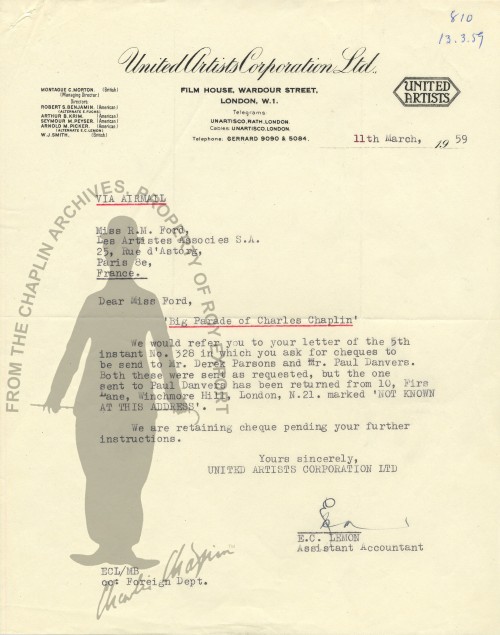 810
13.3.59
United Artists Corporation Ltd.
MONTAGUE C. MORTON. (British)
(Managing Director)
Directors
ROBERT S. BENJAMIN. (American)
(ALTERNATE E. FUCHS)
ARTHUR B. KRIM. (American)
SEYMOUR M. PEYSER. (American)
ARNOLD M. PICKER. (American)
(ALTERNATE E.C. LEMON)
W. J. SMITH. (British)
FILM HOUSE, WARDOUR STREET,
LONDON, W.1.
Telegrams
UNARTISCO, RATH, LONDON.
Cables: UNARTISCO, LONDON.
Telephone: GERRARD 9090 & 5084.
UNITED
ARTISTS
11th March, 1959
VIA AIRMAIL
Miss R.M. Ford,
Les Artistes Associes S.A.
25, Rue d'Astorg,
Paris 8e,
France.
Dear Miss Ford,
'Big Parade of Charles Chaplin'
We would refer you to your letter of the 5th
instant No. 328 in which you ask for cheques to
be send to Mr. Derek Parsons and Mr. Paul Danvers.
Both these were sent as requested, but the one
sent to Paul Danvers has been returned from 10, Firs
Lane, Winchmore Hill, London, N.21. marked 'NOT KNOWN
AT THIS ADDRESS'.
We are retaining cheque pending your further
instructions.
Yours sincerely,
UNITED ARTISTS CORPORATION LTD
E.C. LEMON
Assistant Accountant
ECL/MB
cc: Foreign Dept.
FROM THE CHAPLIN ARCHIVES, PROPERTY OF ROY EXPORT
Charlie Chaplin